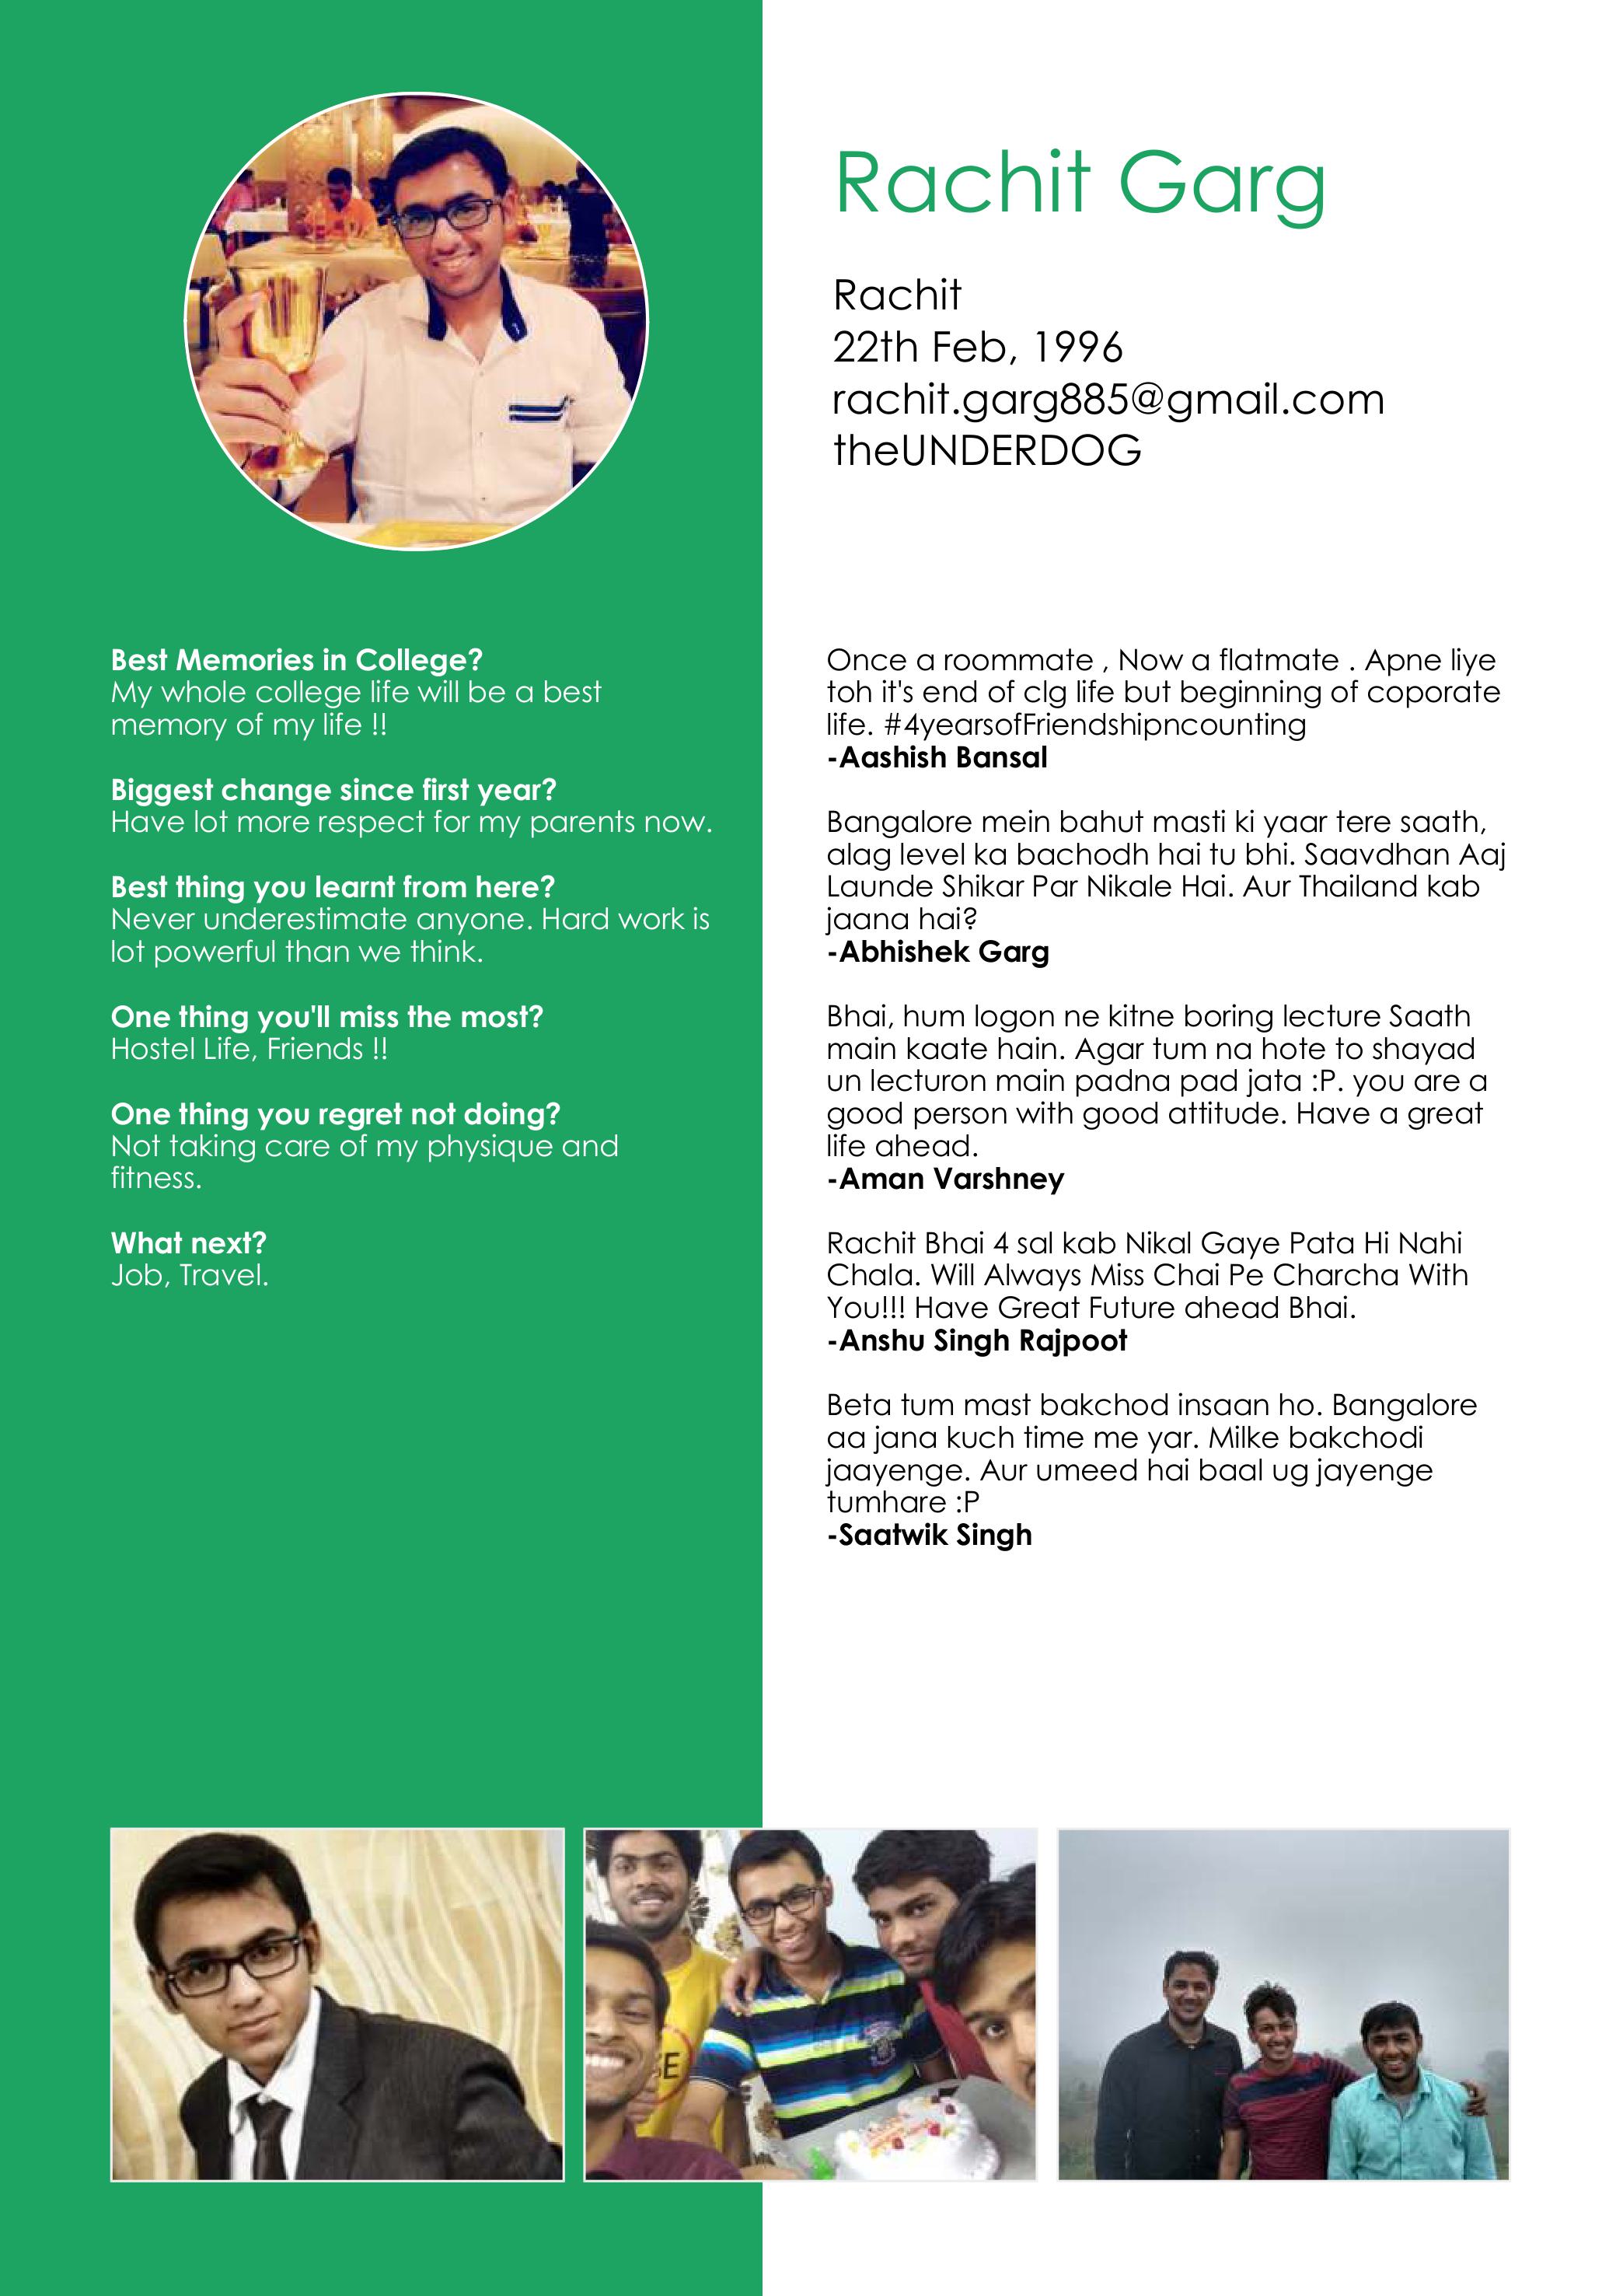 Rachit Garg
Rachit
22th Feb, 1996
rachit.garg885@gmail.com
theUNDERDOG
Best Memories in College?
My whole college life will be a best
memory of my life !!
Biggest change since first year?
Have lot more respect for my parents now.
Best thing you learnt from here?
Never underestimate anyone. Hard work is
lot powerful than we think.
One thing you'll miss the most?
Hostel Life, Friends !!
One thing you regret not doing?
Not taking care of my physique and
fitness.
What next?
Job, Travel.
Once a roommate , Now a flatmate . Apne liye
toh it's end of clg life but beginning of coporate
life. #4yearsofFriendshipncounting
-Aashish Bansal
Bangalore mein bahut masti ki yaar tere saath,
alag level ka bachodh hai tu bhi. Saavdhan Aaj
Launde Shikar Par Nikale Hai. Aur Thailand kab
jaana hai?
-Abhishek Garg
Bhai, hum logon ne kitne boring lecture Saath
main kaate hain. Agar tum na hote to shayad
un lecturon main padna pad jata :P. you are a
good person with good attitude. Have a great
life ahead.
-Aman Varshney
Rachit Bhai 4 sal kab Nikal Gaye Pata Hi Nahi
Chala. Will Always Miss Chai Pe Charcha With
You!!! Have Great Future ahead Bhai.
-Anshu Singh Rajpoot
Beta tum mast bakchod insaan ho. Bangalore
aa jana kuch time me yar. Milke bakchodi
jaayenge. Aur umeed hai baal ug jayenge
tumhare :P
-Saatwik Singh